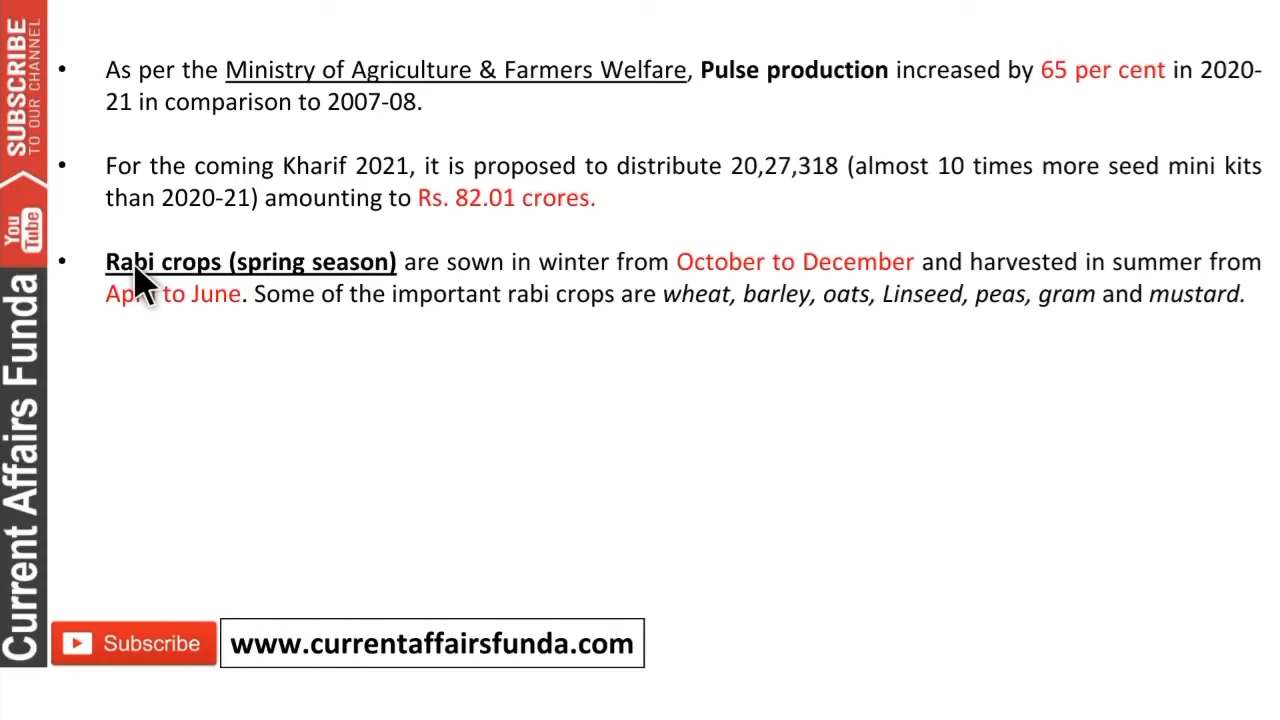 SUBSCRIBE
TO OUR CHANNEL
You
Tube
Current Affairs Funda
• As per the Ministry of Agriculture & Farmers Welfare, Pulse production increased by 65 per cent in 2020-
21 in comparison to 2007-08.
• For the coming Kharif 2021, it is proposed to distribute 20,27,318 (almost 10 times more seed mini kits
than 2020-21) amounting to Rs. 82.01 crores.
• Rabi crops (spring season) are sown in winter from October to December and harvested in summer from
to June. Some of the important rabi crops are wheat, barley, oats, Linseed, peas, gram and mustard.
Subscribe
www.currentaffairsfunda.com